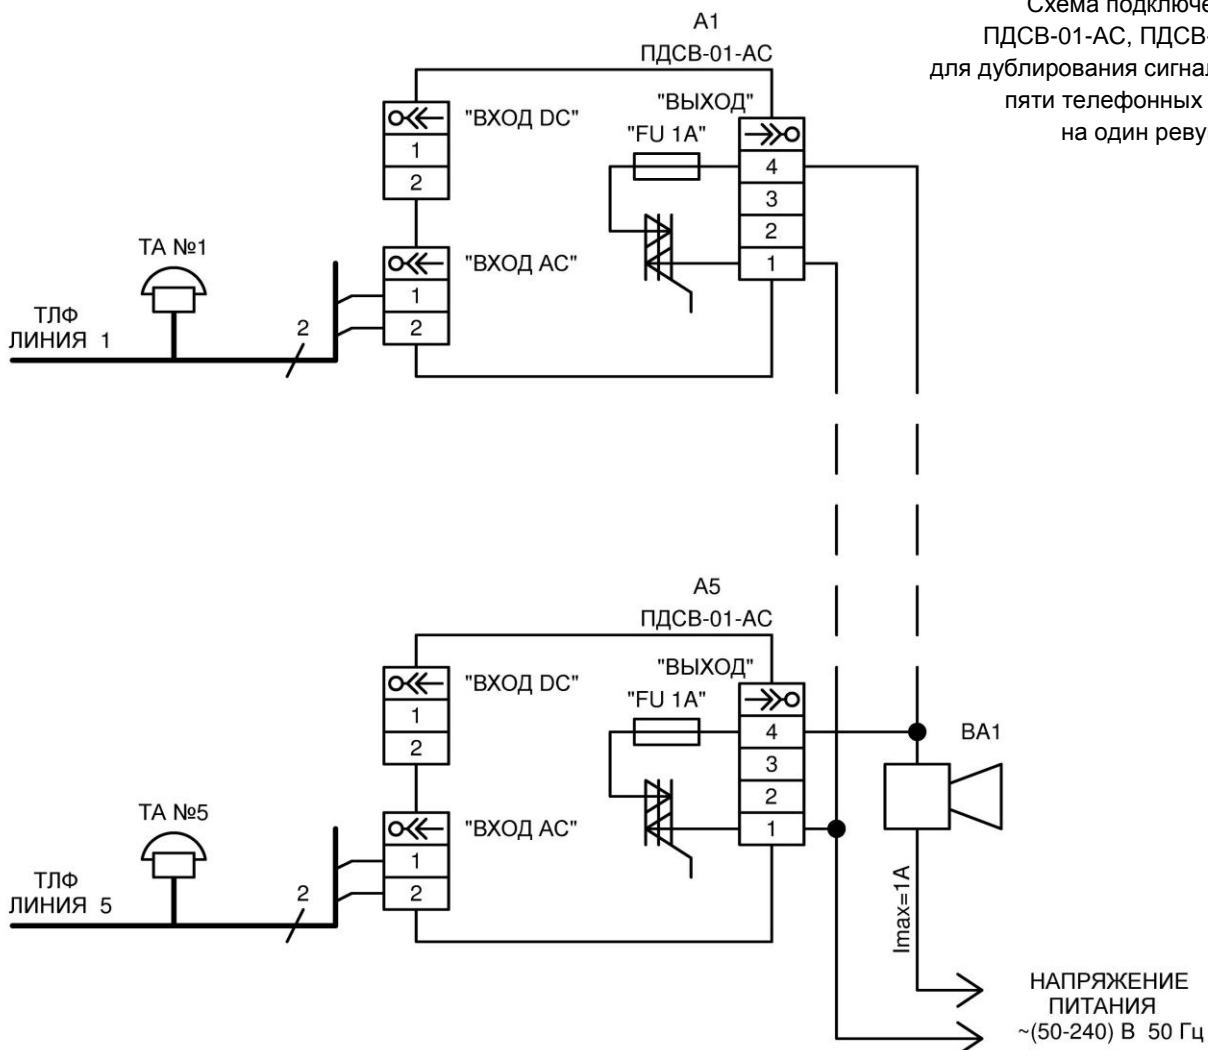 Схема подключе
ПДСВ-01-АС, ПДСВ-
для дублирования сигнал
пяти телефонных
на один реву
А1
ПДСВ-01-АС
"ВЫХОД"
"ВХОД DC"
"FU 1A"
1
2
4
3
2
1
ТА №1
"ВХОД АС"
1
2
ТЛФ
ЛИНИЯ 1
2
А5
ПДСВ-01-АС
"ВЫХОД"
"ВХОД DC"
"FU 1A"
1
2
4
3
2
1
ВА1
ТА №5
"ВХОД АС"
1
2
ТЛФ
ЛИНИЯ 5
2
Imax=1A
НАПРЯЖЕНИЕ
ПИТАНИЯ
~(50-240) В 50 Гц